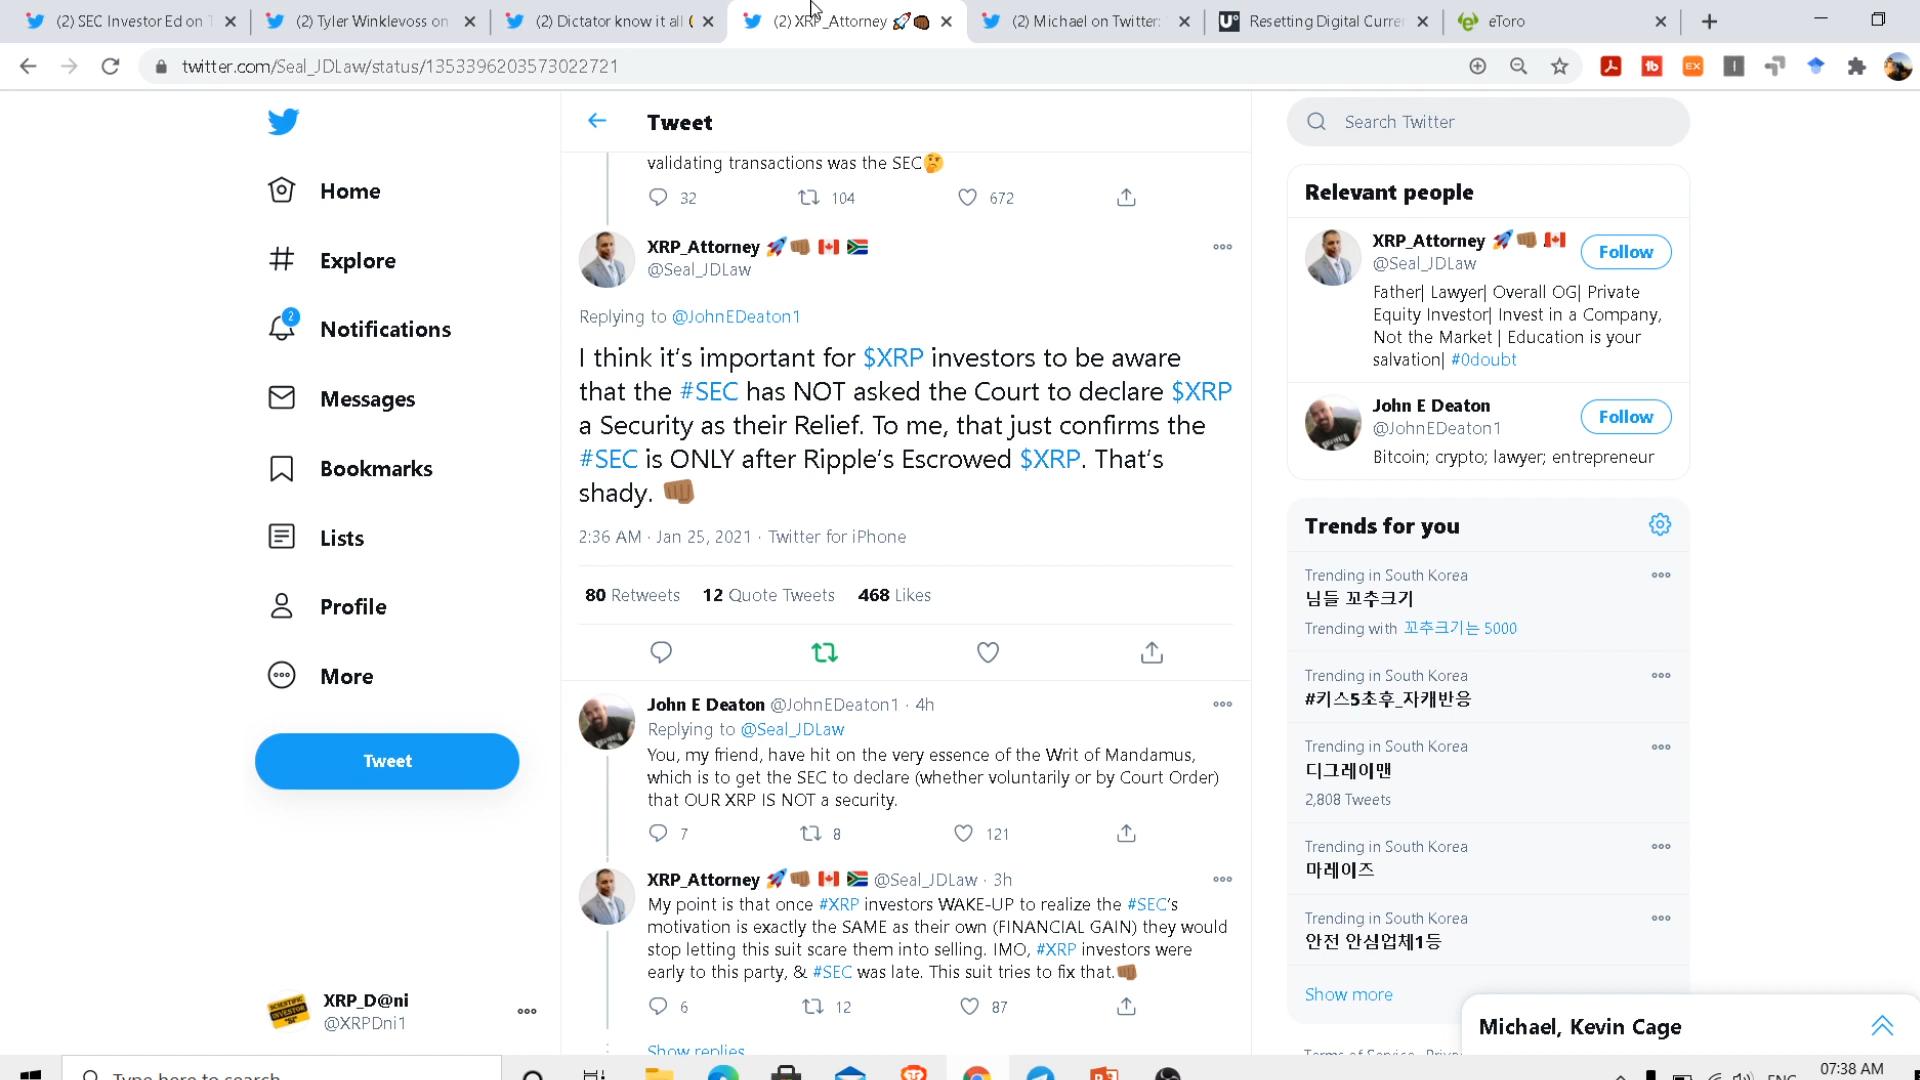 (2) SEC Investor Ed on T
(2) Tyler Winklevoss on
(2) Dictator know it all (
(2) XRP_Attorney 🚀👊🏾
(2) Michael on Twitter:
Resetting Digital Curre
eToro
twitter.com/Seal_JDLaw/status/1353396203573022721
Home
Explore
2
Notifications
Messages
Bookmarks
Lists
Profile
More
Tweet
XRP_D@ni
@XRPDni1
Tweet
validating transactions was the SEC🤔
32 104 672
XRP_Attorney 🚀👊🏾 🇨🇦 🇿🇦
@Seal_JDLaw
Replying to @JohnEDeaton1
I think it's important for $XRP investors to be aware
that the #SEC has NOT asked the Court to declare $XRP
a Security as their Relief. To me, that just confirms the
#SEC is ONLY after Ripple's Escrowed $XRP. That's
shady. 👊🏾
2:36 AM · Jan 25, 2021 · Twitter for iPhone
80 Retweets 12 Quote Tweets 468 Likes
John E Deaton @JohnEDeaton1 · 4h
Replying to @Seal_JDLaw
You, my friend, have hit on the very essence of the Writ of Mandamus,
which is to get the SEC to declare (whether voluntarily or by Court Order)
that OUR XRP IS NOT a security.
7 8 121
XRP_Attorney 🚀👊🏾 🇨🇦 🇿🇦 @Seal_JDLaw · 3h
My point is that once #XRP investors WAKE-UP to realize the #SEC's
motivation is exactly the SAME as their own (FINANCIAL GAIN) they would
stop letting this suit scare them into selling. IMO, #XRP investors were
early to this party, & #SEC was late. This suit tries to fix that.👊🏾
6 12 87
Show replies
Search Twitter
Relevant people
XRP_Attorney 🚀👊🏾 🇨🇦
@Seal_JDLaw
Follow
Father| Lawyer| Overall OG| Private
Equity Investor| Invest in a Company,
Not the Market | Education is your
salvation| #0doubt
John E Deaton
@JohnEDeaton1
Follow
Bitcoin; crypto; lawyer; entrepreneur
Trends for you
Trending in South Korea
님들 꼬추크기
Trending with 꼬추크기는 5000
Trending in South Korea
#키스5초후_자캐반응
Trending in South Korea
디그레이맨
2,808 Tweets
Trending in South Korea
마레이즈
Trending in South Korea
안전 안심업체1등
Show more
Terms of Service
Michael, Kevin Cage
Type here to search
ENG
07:38 AM